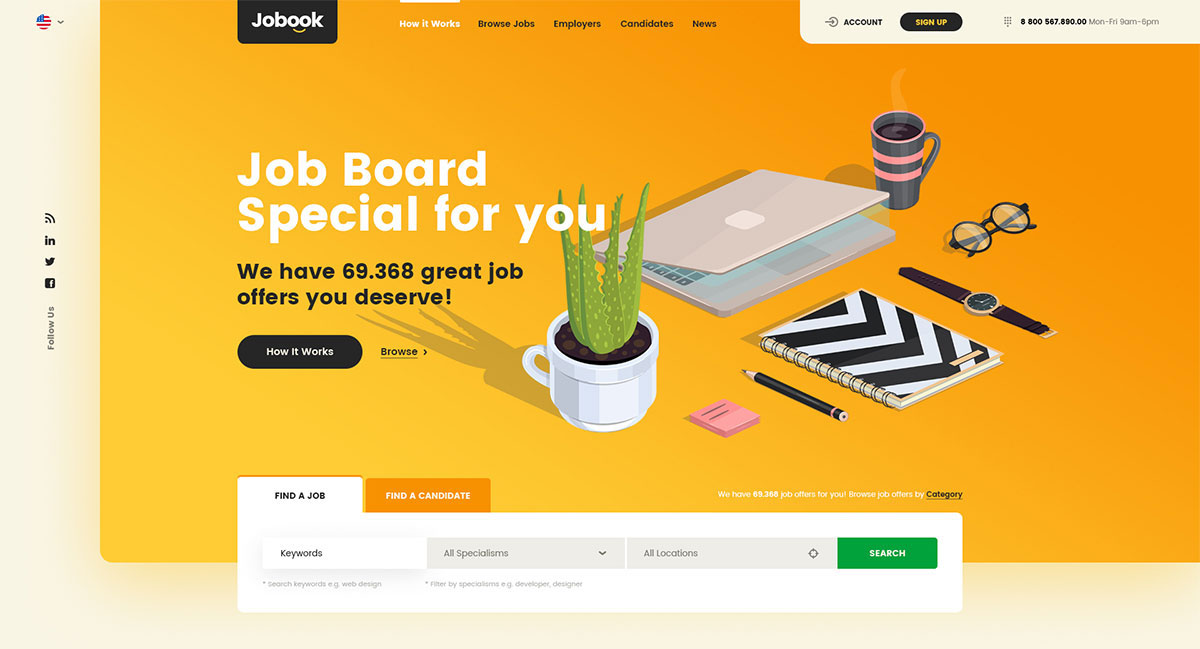 Jobook
How it Works
Browse Jobs
Employers
Candidates
News
ACCOUNT
SIGN UP
8 800 567.890.00 Mon-Fri 9am-6pm
Job Board
Special for you
We have 69.368 great job
offers you deserve!
How It Works
Browse ›
Follow Us
FIND A JOB
FIND A CANDIDATE
We have 69.368 job offers for you! Browse job offers by Category
Keywords
All Specialisms
All Locations
SEARCH
* Search keywords e.g. web design
* Filter by specialisms e.g. developer, designer